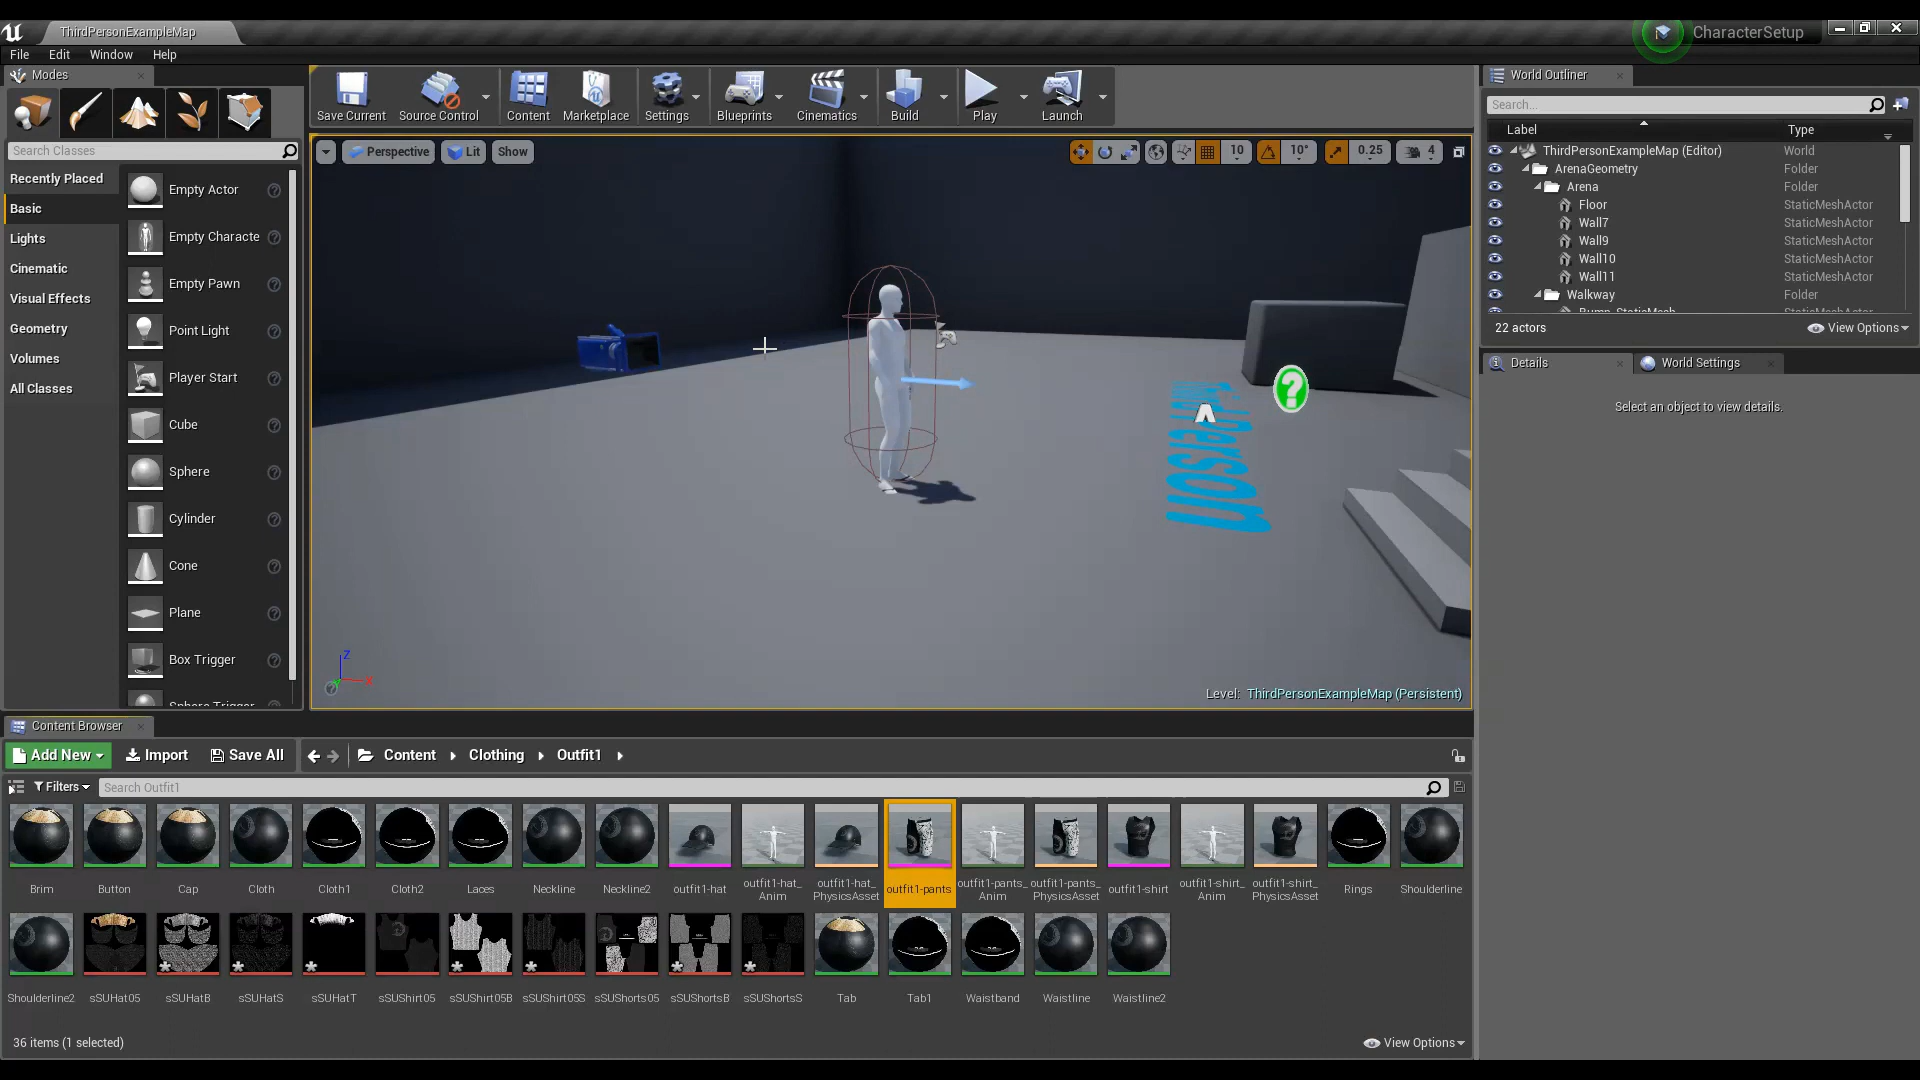 ThirdPersonExampleMap
CharacterSetup
File Edit Window Help
Modes
Search Classes
Recently Placed
Basic
Lights
Cinematic
Visual Effects
Geometry
Volumes
All Classes
Empty Actor
Empty Characte
Empty Pawn
Point Light
Player Start
Cube
Sphere
Cylinder
Cone
Plane
Box Trigger
Sphere Trigger
Save Current Source Control Content Marketplace Settings Blueprints Cinematics Build Play Launch
Perspective Lit Show
10 10° 0.25 4
Person
Z
X
Level: ThirdPersonExampleMap (Persistent)
World Outliner
Search...
Label Type
ThirdPersonExampleMap (Editor) World
ArenaGeometry Folder
Arena Folder
Floor StaticMeshActor
Wall7 StaticMeshActor
Wall9 StaticMeshActor
Wall10 StaticMeshActor
Wall11 StaticMeshActor
Walkway Folder
Bump_StaticMesh
22 actors View Options
Details World Settings
Select an object to view details.
Content Browser
Add New Import Save All Content Clothing Outfit1
Filters Search Outfit1
Brim Button Cap Cloth Cloth1 Cloth2 Laces Neckline Neckline2 outfit1-hat outfit1-hat_ outfit1-hat_ outfit1-pants outfit1-pants_ outfit1-pants_ outfit1-shirt outfit1-shirt_ outfit1-shirt_ Rings Shoulderline
Anim PhysicsAsset Anim PhysicsAsset Anim PhysicsAsset
Shoulderline2 sSUHat05 sSUHatB sSUHatS sSUHatT sSUShirt05 sSUShirt05B sSUShirt05S sSUShorts05 sSUShortsB sSUShortsS Tab Tab1 Waistband Waistline Waistline2
36 items (1 selected) View Options